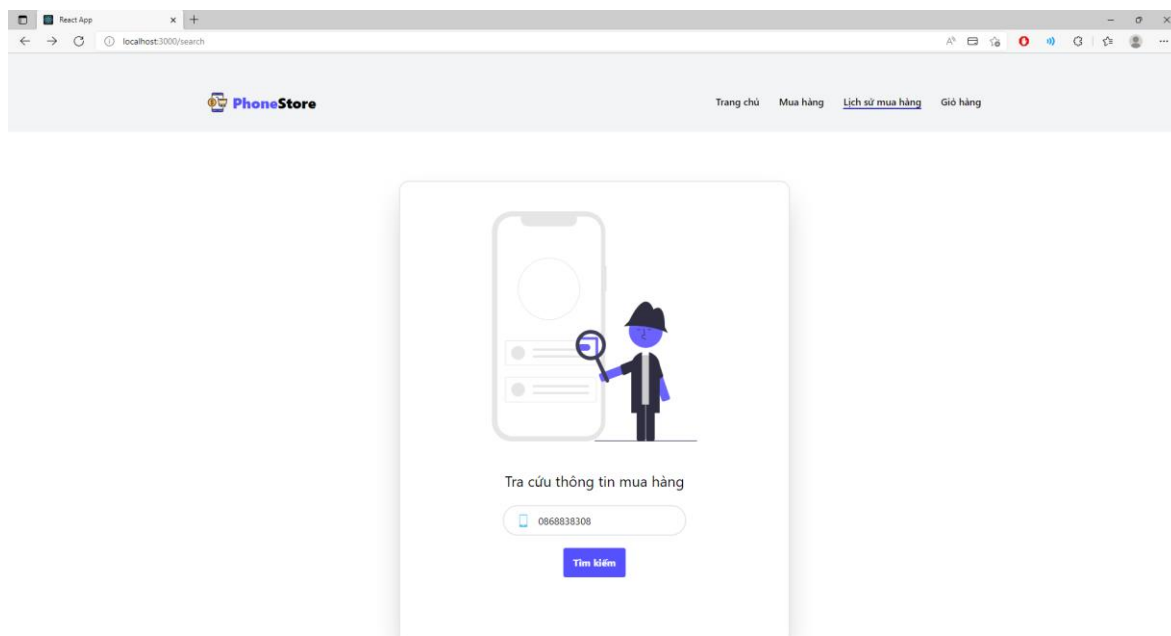 React App
localhost:3000/search
PhoneStore
Trang chủ Mua hàng Lịch sử mua hàng Giỏ hàng
Tra cứu thông tin mua hàng
0868838308
Tìm kiếm